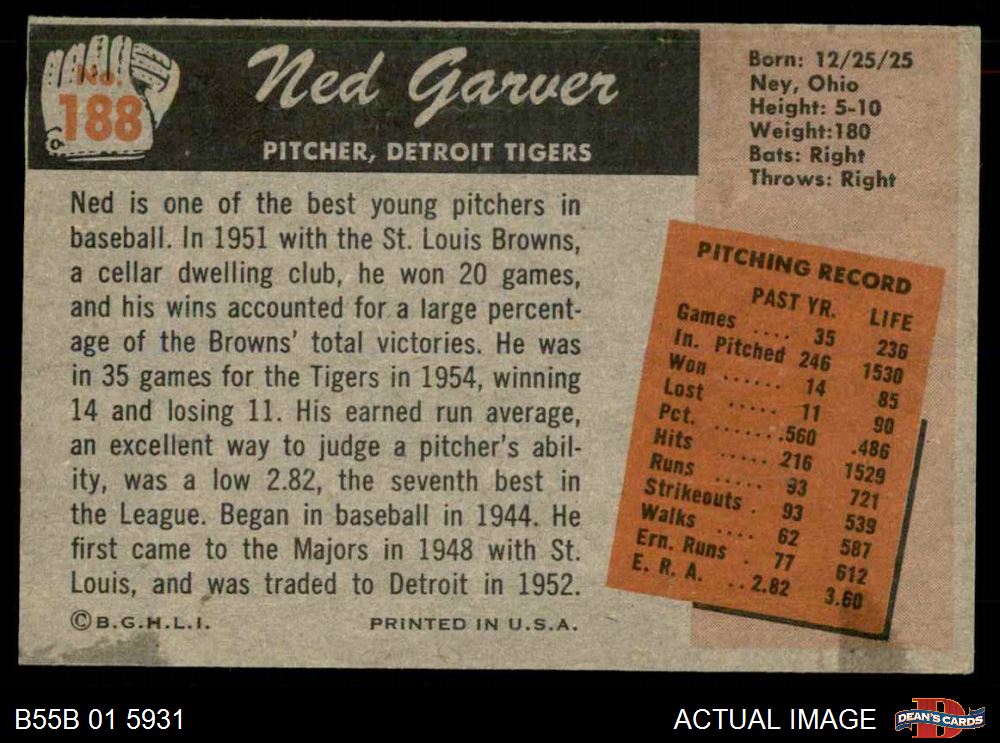 No.
188
Ned Garver
PITCHER, DETROIT TIGERS
Born: 12/25/25
Ney, Ohio
Height: 5-10
Weight:180
Bats: Right
Throws: Right
Ned is one of the best young pitchers in
baseball. In 1951 with the St. Louis Browns,
a cellar dwelling club, he won 20 games,
and his wins accounted for a large percent-
age of the Browns' total victories. He was
in 35 games for the Tigers in 1954, winning
14 and losing 11. His earned run average,
an excellent way to judge a pitcher's abil-
ity, was a low 2.82, the seventh best in
the League. Began in baseball in 1944. He
first came to the Majors in 1948 with St.
Louis, and was traded to Detroit in 1952.
©B.G.H.L.I.
PRINTED IN U.S.A.
PITCHING RECORD
PAST YR. LIFE
Games .... 35 236
In. Pitched 246 1530
Won ...... 14 85
Lost ..... 11 90
Pct. .......560 .486
Hits ..... 216 1529
Runs ..... 93 721
Strikeouts . 93 539
Walks .... 62 587
Ern. Runs . 77 612
E. R. A. ..2.82 3.60
B55B 01 5931
ACTUAL IMAGE
D
DEAN'S CARDS